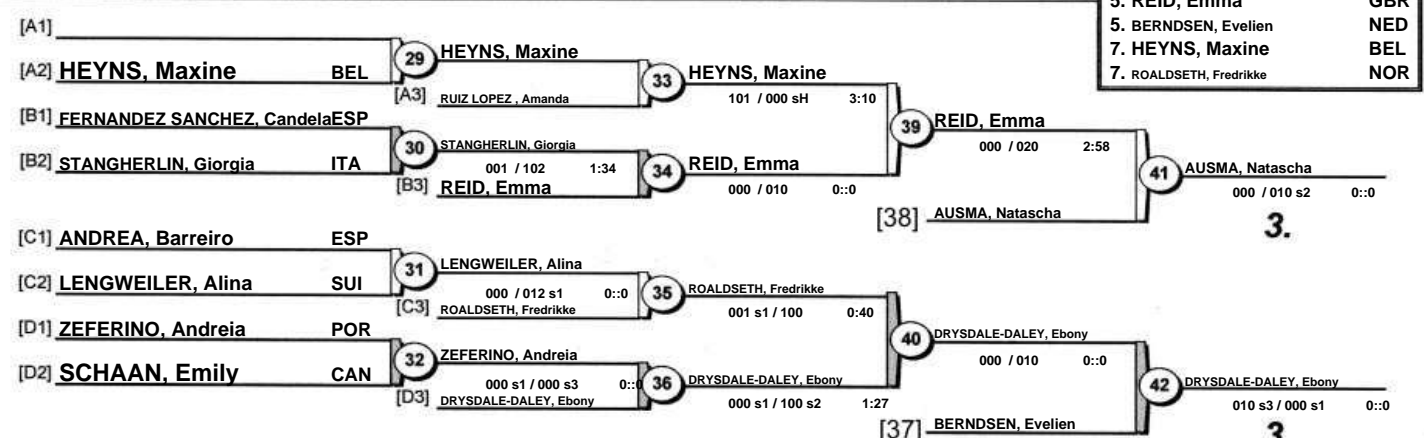 5. REID, Emma GBR
5. BERNDSEN, Evelien NED
7. HEYNS, Maxine BEL
7. ROALDSETH, Fredrikke NOR
[A1]
[A2] HEYNS, Maxine BEL
29
HEYNS, Maxine
[A3] RUIZ LOPEZ , Amanda
33
HEYNS, Maxine
101 / 000 sH 3:10
[B1] FERNANDEZ SANCHEZ, CandelaESP
[B2] STANGHERLIN, Giorgia ITA
30
STANGHERLIN, Giorgia
001 / 102 1:34
[B3] REID, Emma
34
REID, Emma
000 / 010 0::0
39
REID, Emma
000 / 020 2:58
[38] AUSMA, Natascha
41
AUSMA, Natascha
000 / 010 s2 0::0
3.
[C1] ANDREA, Barreiro ESP
[C2] LENGWEILER, Alina SUI
31
LENGWEILER, Alina
000 / 012 s1 0::0
[C3] ROALDSETH, Fredrikke
35
ROALDSETH, Fredrikke
001 s1 / 100 0:40
[D1] ZEFERINO, Andreia POR
[D2] SCHAAN, Emily CAN
32
ZEFERINO, Andreia
000 s1 / 000 s3 0::0
[D3] DRYSDALE-DALEY, Ebony
36
DRYSDALE-DALEY, Ebony
000 s1 / 100 s2 1:27
40
DRYSDALE-DALEY, Ebony
000 / 010 0::0
[37] BERNDSEN, Evelien
42
DRYSDALE-DALEY, Ebony
010 s3 / 000 s1 0::0
3.